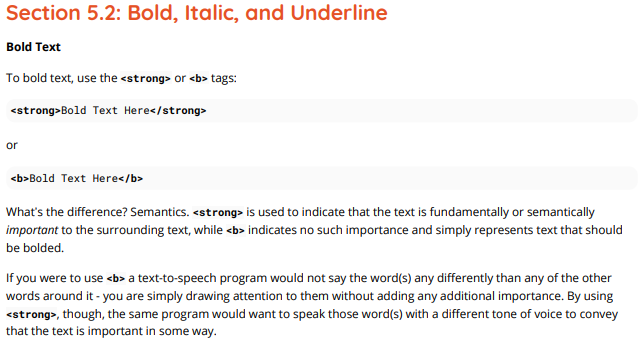 Section 5.2: Bold, Italic, and Underline
Bold Text
To bold text, use the <strong> or <b> tags:
<strong>Bold Text Here</strong>
or
<b>Bold Text Here</b>
What's the difference? Semantics. <strong> is used to indicate that the text is fundamentally or semantically
important to the surrounding text, while <b> indicates no such importance and simply represents text that should
be bolded.
If you were to use <b> a text-to-speech program would not say the word(s) any differently than any of the other
words around it - you are simply drawing attention to them without adding any additional importance. By using
<strong>, though, the same program would want to speak those word(s) with a different tone of voice to convey
that the text is important in some way.